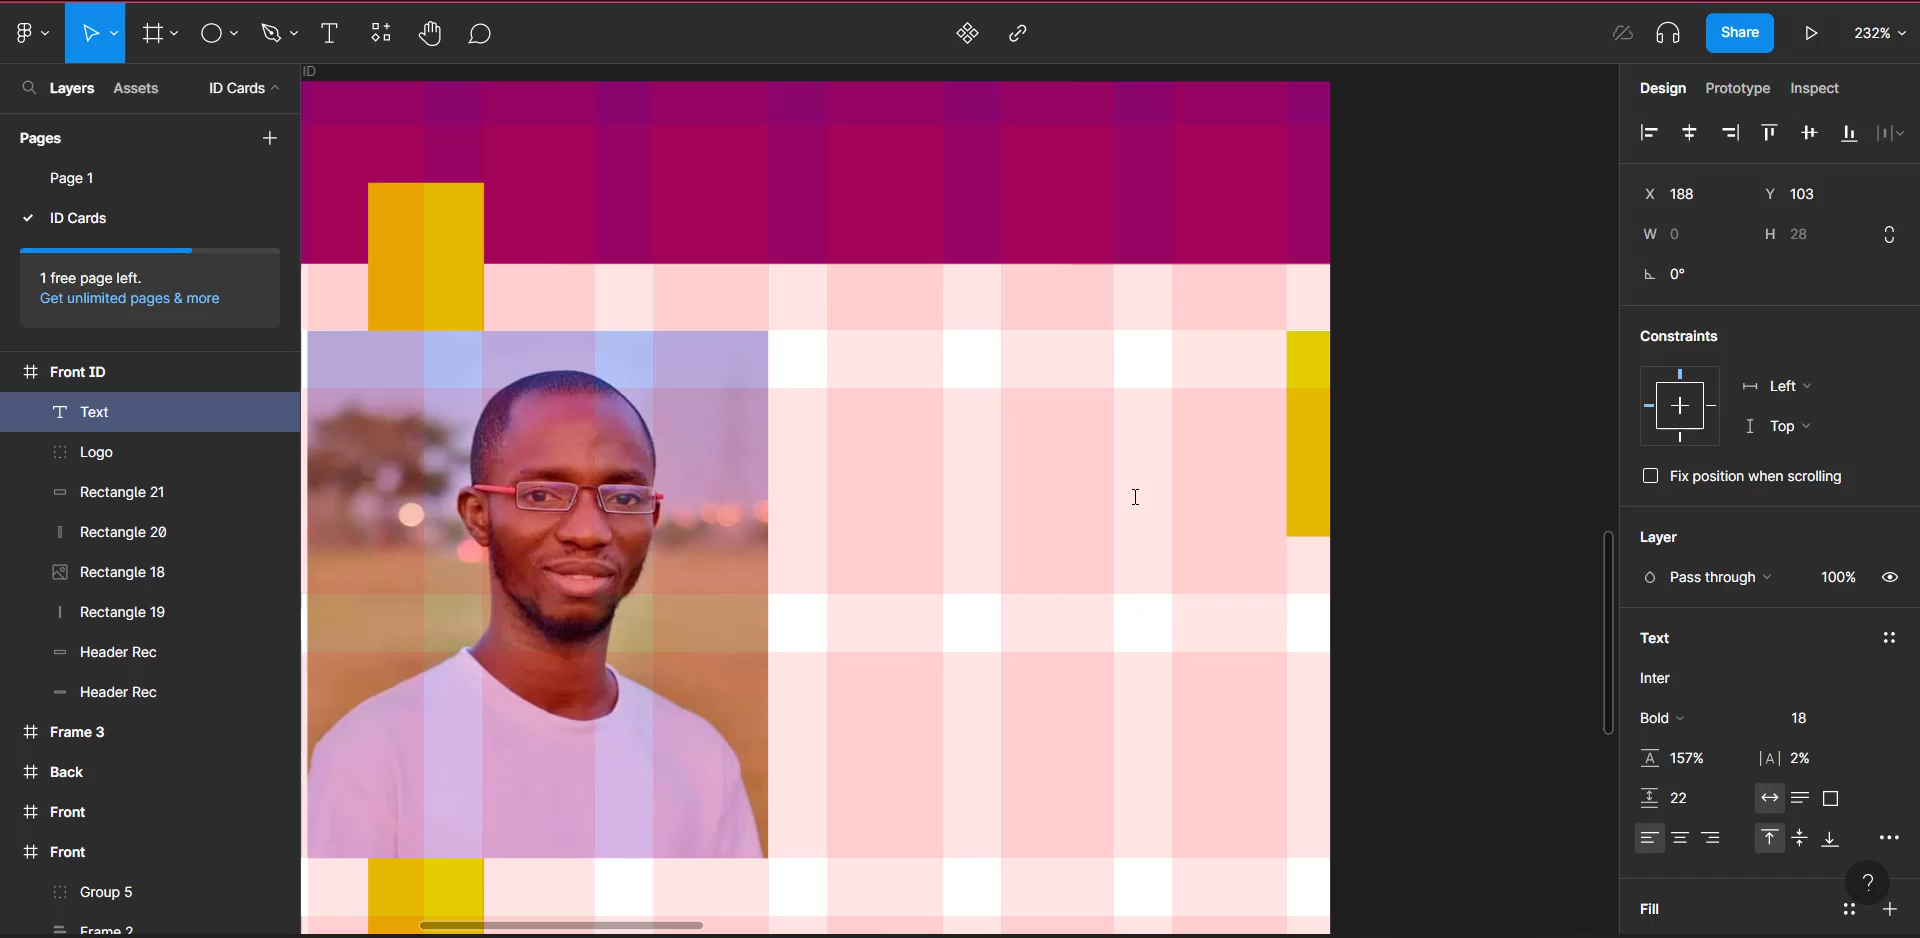 Share
232%
Layers
Assets
ID Cards
ID
Design
Prototype
Inspect
Pages
Page 1
ID Cards
X 188
Y 103
W 0
H 28
0°
1 free page left.
Get unlimited pages & more
Constraints
Left
Top
Fix position when scrolling
Front ID
Text
Logo
Rectangle 21
Rectangle 20
Rectangle 18
Rectangle 19
Header Rec
Header Rec
Frame 3
Back
Front
Front
Group 5
Frame 2
Layer
Pass through
100%
Text
Inter
Bold
18
157%
|A| 2%
22
Fill
?